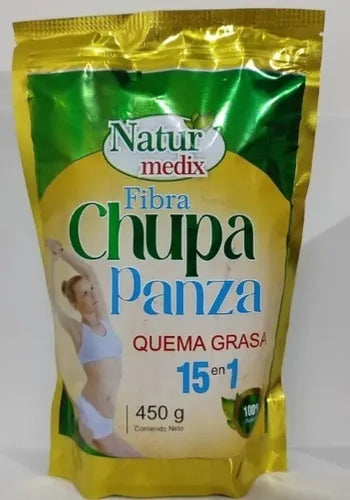 Natur
medix
Fibra
Chupa
Panza
QUEMA GRASA
15 en 1
450 g
Contenido Neto
100%